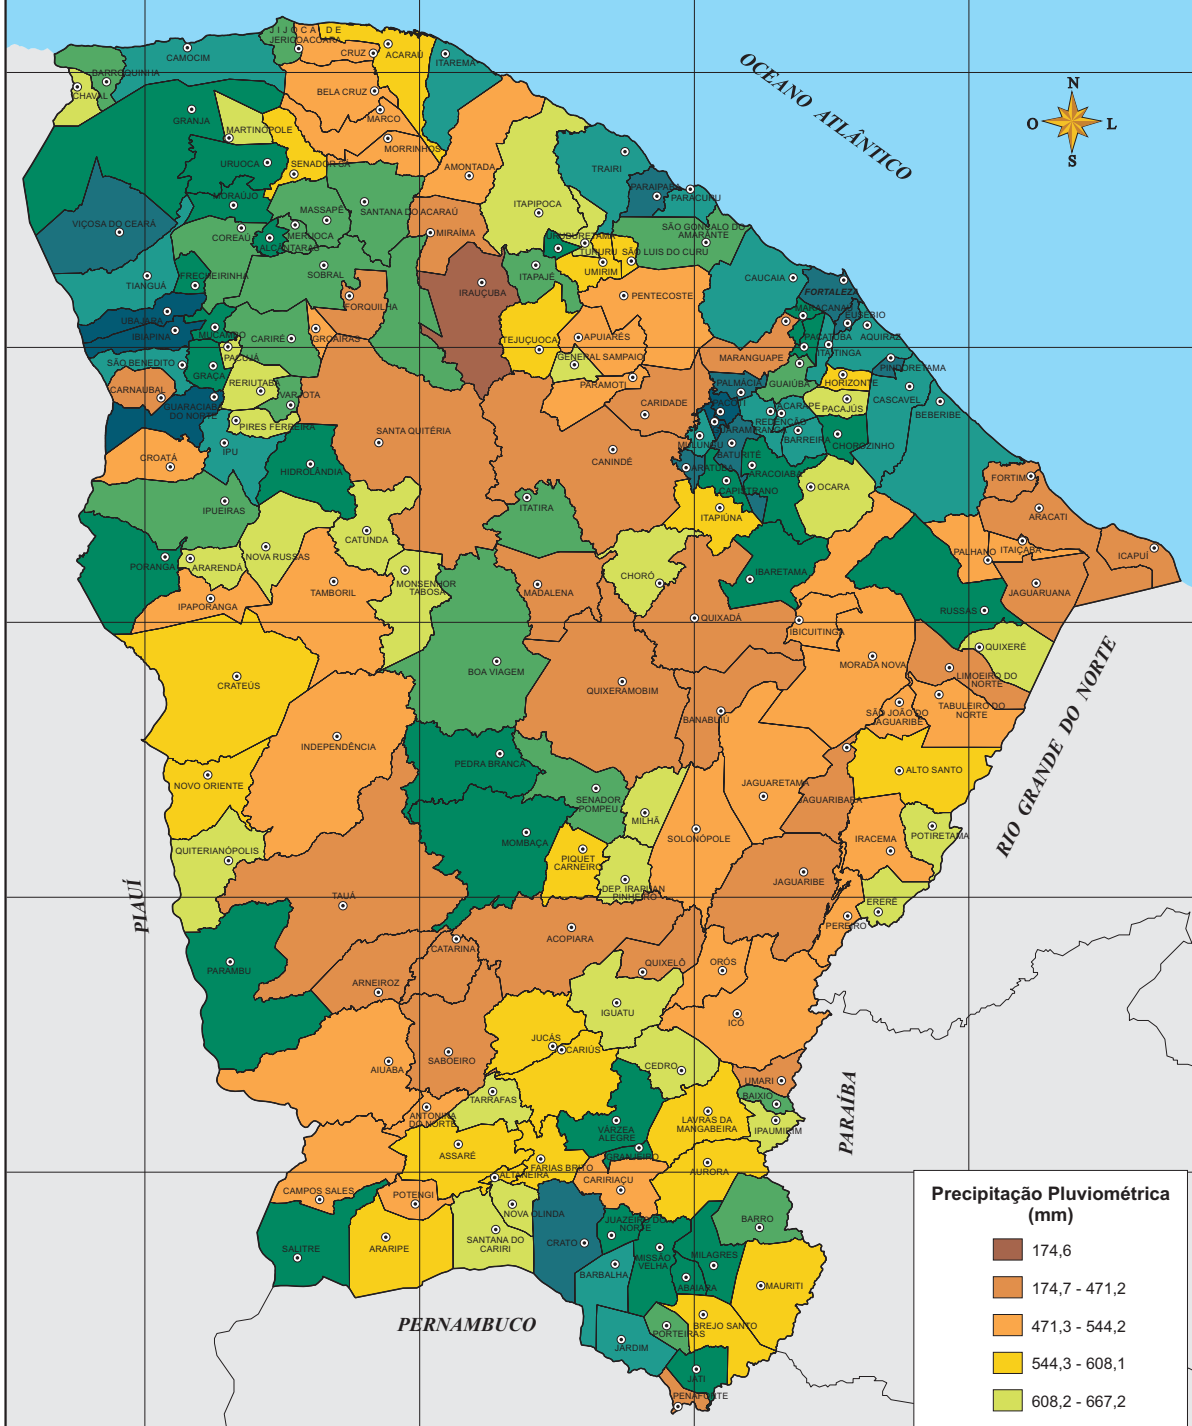 JIJOCA DE
JERICOACOARA
CRUZ
ACARAÚ
ITAREMA
CAMOCIM
BARROQUINHA
CHAVAL
BELA CRUZ
MARCO
GRANJA
MARTINÓPOLE
MORRINHOS
URUOCA
SENADOR SÁ
AMONTADA
TRAIRI
OCEANO ATLÂNTICO
N
O
L
S
MORAÚJO
MASSAPÊ
SANTANA DO ACARAÚ
ITAPIPOCA
PARAIPABA
PARACURU
VIÇOSA DO CEARÁ
COREAÚ
MERUOCA
ALCÂNTARAS
MIRAÍMA
URUBURETAMA
TURURU
SÃO LUIS DO CURU
SÃO GONÇALO DO
AMARANTE
UMIRIM
ITAPAJÉ
TIANGUÁ
FRECHEIRINHA
SOBRAL
IRAUÇUBA
PENTECOSTE
CAUCAIA
FORTALEZA
FORQUILHA
UBAJARA
IBIAPINA
MUCAMBO
CARIRÉ
GROAÍRAS
TEJUÇUOCA
APUIARÉS
GENERAL SAMPAIO
MARACANAÚ
EUSÉBIO
PACATUBA
AQUIRAZ
ITAITINGA
MARANGUAPE
PACUJÁ
SÃO BENEDITO
GRAÇA
RERIUTABA
VARJOTA
CARNAUBAL
GUARACIABA
DO NORTE
PIRES FERREIRA
PARAMOTI
CARIDADE
PALMÁCIA
GUAIÚBA
HORIZONTE
PINDORETAMA
CASCAVEL
BEBERIBE
PACOTI
ACARAPE
REDENÇÃO
PACAJÚS
GUARAMIRANGA
MULUNGU
BARREIRA
CHOROZINHO
BATURITÉ
ARATUBA
ARACOIABA
CAPISTRANO
OCARA
IPU
CROATÁ
SANTA QUITÉRIA
CANINDÉ
HIDROLÂNDIA
IPUEIRAS
ITATIRA
ITAPIÚNA
FORTIM
ARACATI
CATUNDA
NOVA RUSSAS
PORANGA
ARARENDÁ
MONSENHOR
TABOSA
TAMBORIL
IPAPORANGA
MADALENA
CHORÓ
IBARETAMA
PALHANO
ITAIÇABA
ICAPUÍ
JAGUARUANA
RUSSAS
QUIXADÁ
IBICUITINGA
QUIXERÉ
MORADA NOVA
LIMOEIRO DO
NORTE
TABULEIRO DO
NORTE
SÃO JOÃO DO
JAGUARIBE
CRATEÚS
BOA VIAGEM
QUIXERAMOBIM
BANABUIÚ
INDEPENDÊNCIA
PEDRA BRANCA
NOVO ORIENTE
SENADOR
POMPEU
JAGUARETAMA
JAGUARIBARA
ALTO SANTO
RIO GRANDE DO NORTE
MILHÃ
SOLONÓPOLE
IRACEMA
POTIRETAMA
QUITERIANÓPOLIS
MOMBAÇA
PIQUET
CARNEIRO
DEP. IRAPUAN
PINHEIRO
JAGUARIBE
ERERÊ
PEREIRO
PIAUÍ
TAUÁ
ACOPIARA
CATARINA
QUIXELÔ
ORÓS
PARAMBU
ARNEIROZ
IGUATU
ICÓ
JUCÁS
CARIÚS
AIUABA
SABOEIRO
CEDRO
UMARI
BAIXIO
IPAUMIRIM
PARAÍBA
TARRAFAS
ANTONINA
DO NORTE
VÁRZEA
ALEGRE
LAVRAS DA
MANGABEIRA
GRANJEIRO
ASSARÉ
FARIAS BRITO
ALTANEIRA
CARIRIAÇU
AURORA
CAMPOS SALES
POTENGI
NOVA OLINDA
SANTANA DO
CARIRI
CRATO
JUAZEIRO DO
NORTE
BARRO
SALITRE
ARARIPE
MISSÃO
VELHA
MILAGRES
BARBALHA
ABAIARA
MAURITI
BREJO SANTO
PORTEIRAS
JARDIM
JATI
PENAFORTE
PERNAMBUCO
Precipitação Pluviométrica
(mm)
174,6
174,7 - 471,2
471,3 - 544,2
544,3 - 608,1
608,2 - 667,2